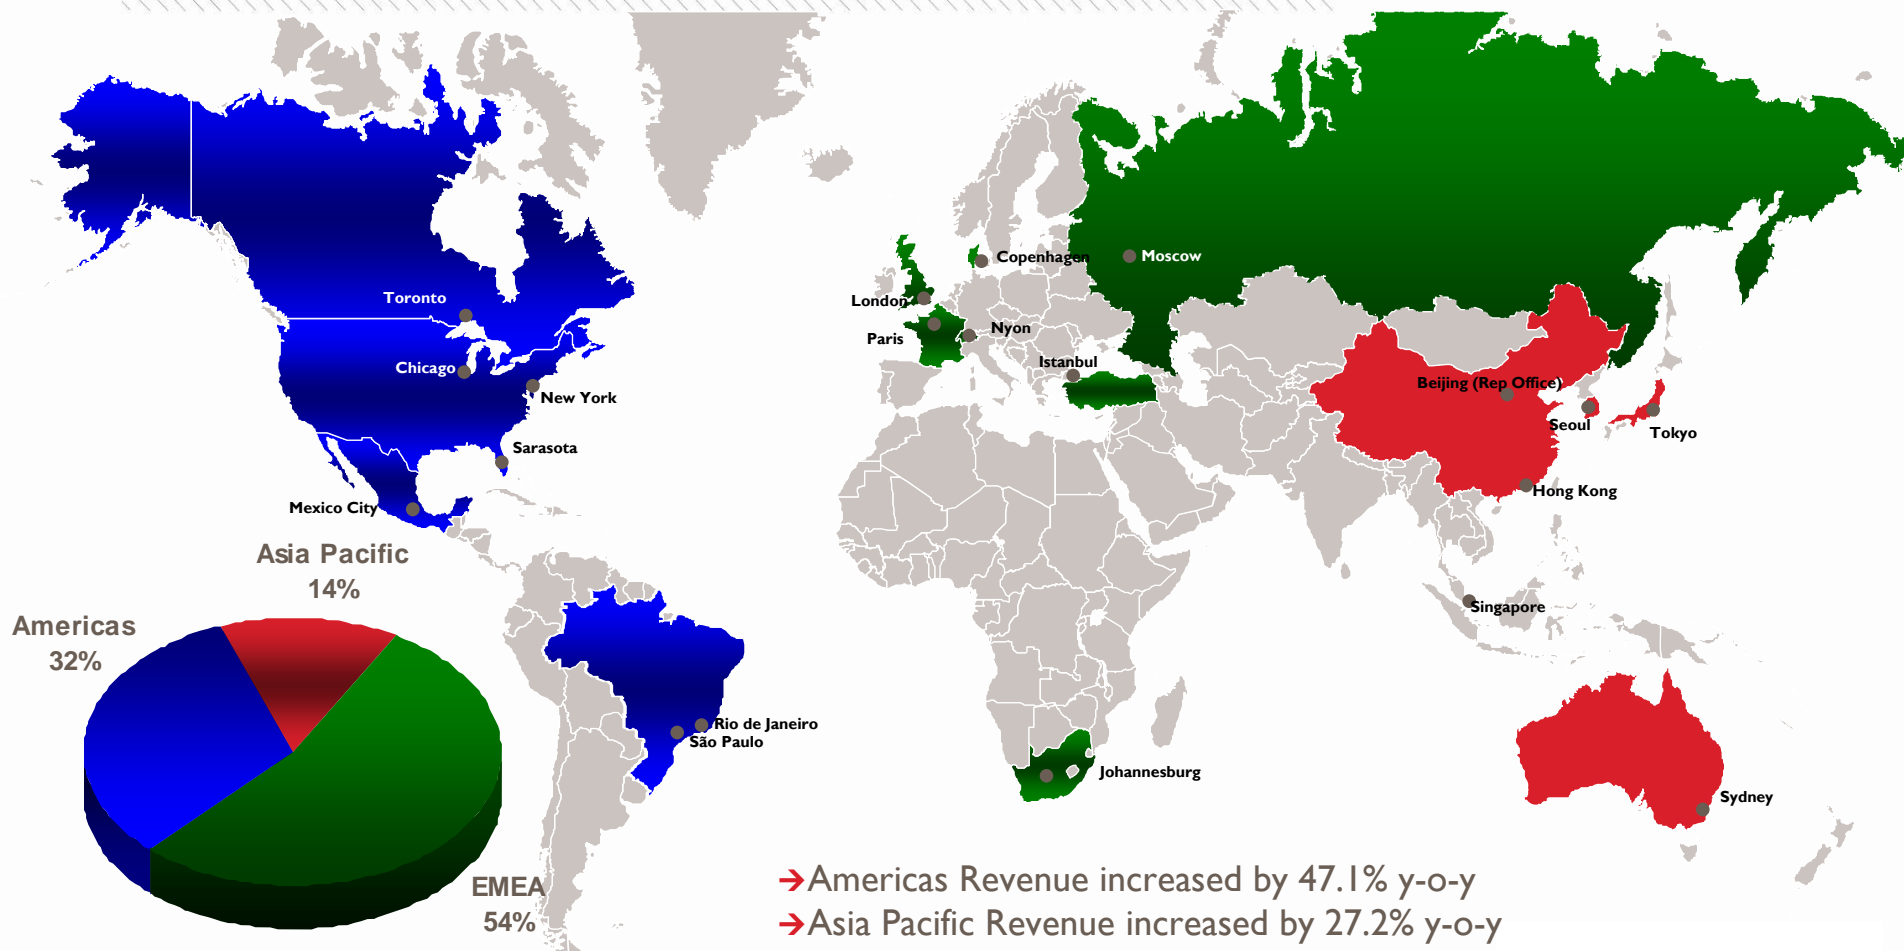 Copenhagen
Moscow
Toronto
London
Paris
Nyon
Istanbul
Chicago
New York
Beijing (Rep Office)
Seoul
Tokyo
Sarasota
Mexico City
Hong Kong
Asia Pacific
14%
Singapore
Americas
32%
Rio de Janeiro
São Paulo
Johannesburg
Sydney
EMEA
54%
➔Americas Revenue increased by 47.1% y-o-y
➔Asia Pacific Revenue increased by 27.2% y-o-y